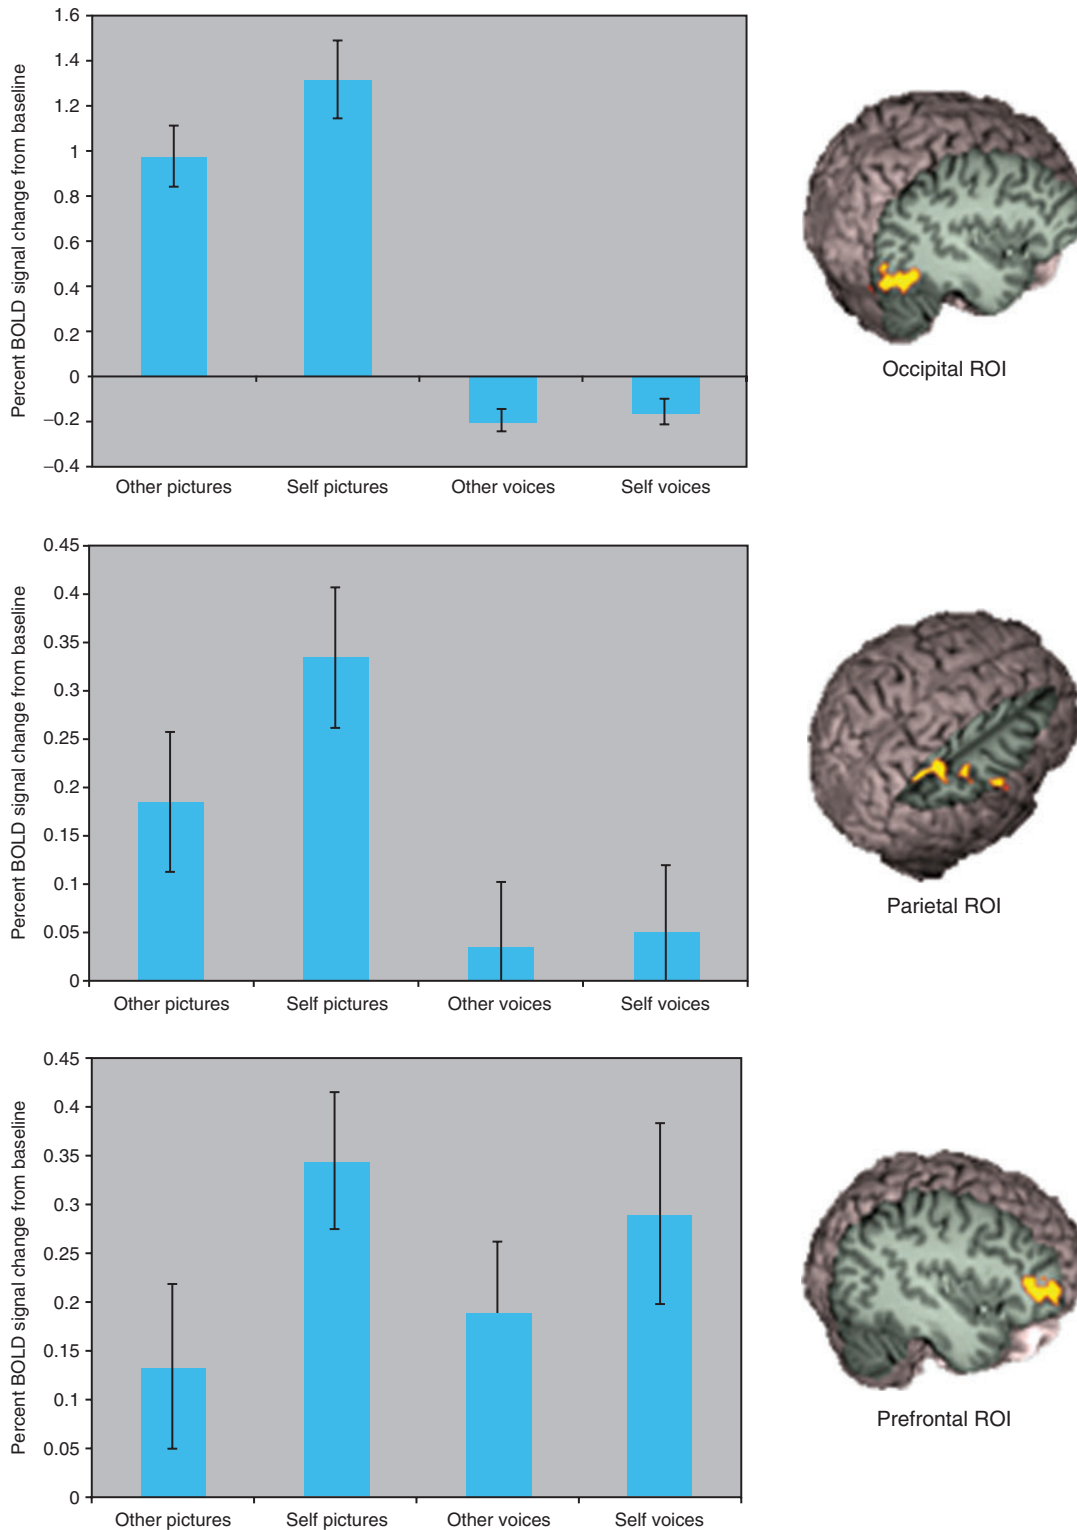 Percent BOLD signal change from baseline
1.6
1.4
1.2
1
0.8
0.6
0.4
0.2
0
–0.2
–0.4
Other pictures
Self pictures
Other voices
Self voices
Occipital ROI
Percent BOLD signal change from baseline
0.45
0.4
0.35
0.3
0.25
0.2
0.15
0.1
0.05
0
Other pictures
Self pictures
Other voices
Self voices
Parietal ROI
Percent BOLD signal change from baseline
0.45
0.4
0.35
0.3
0.25
0.2
0.15
0.1
0.05
0
Other pictures
Self pictures
Other voices
Self voices
Prefrontal ROI